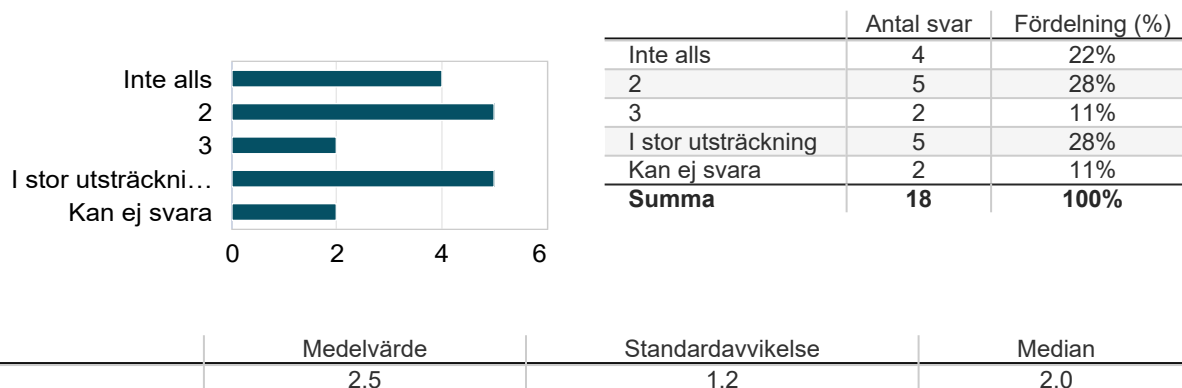 Inte alls
2
3
I stor utsträckni…
Kan ej svara
0 2 4 6
Antal svar Fördelning (%)
Inte alls 4 22%
2 5 28%
3 2 11%
I stor utsträckning 5 28%
Kan ej svara 2 11%
Summa 18 100%
Medelvärde Standardavvikelse Median
2,5 1,2 2,0